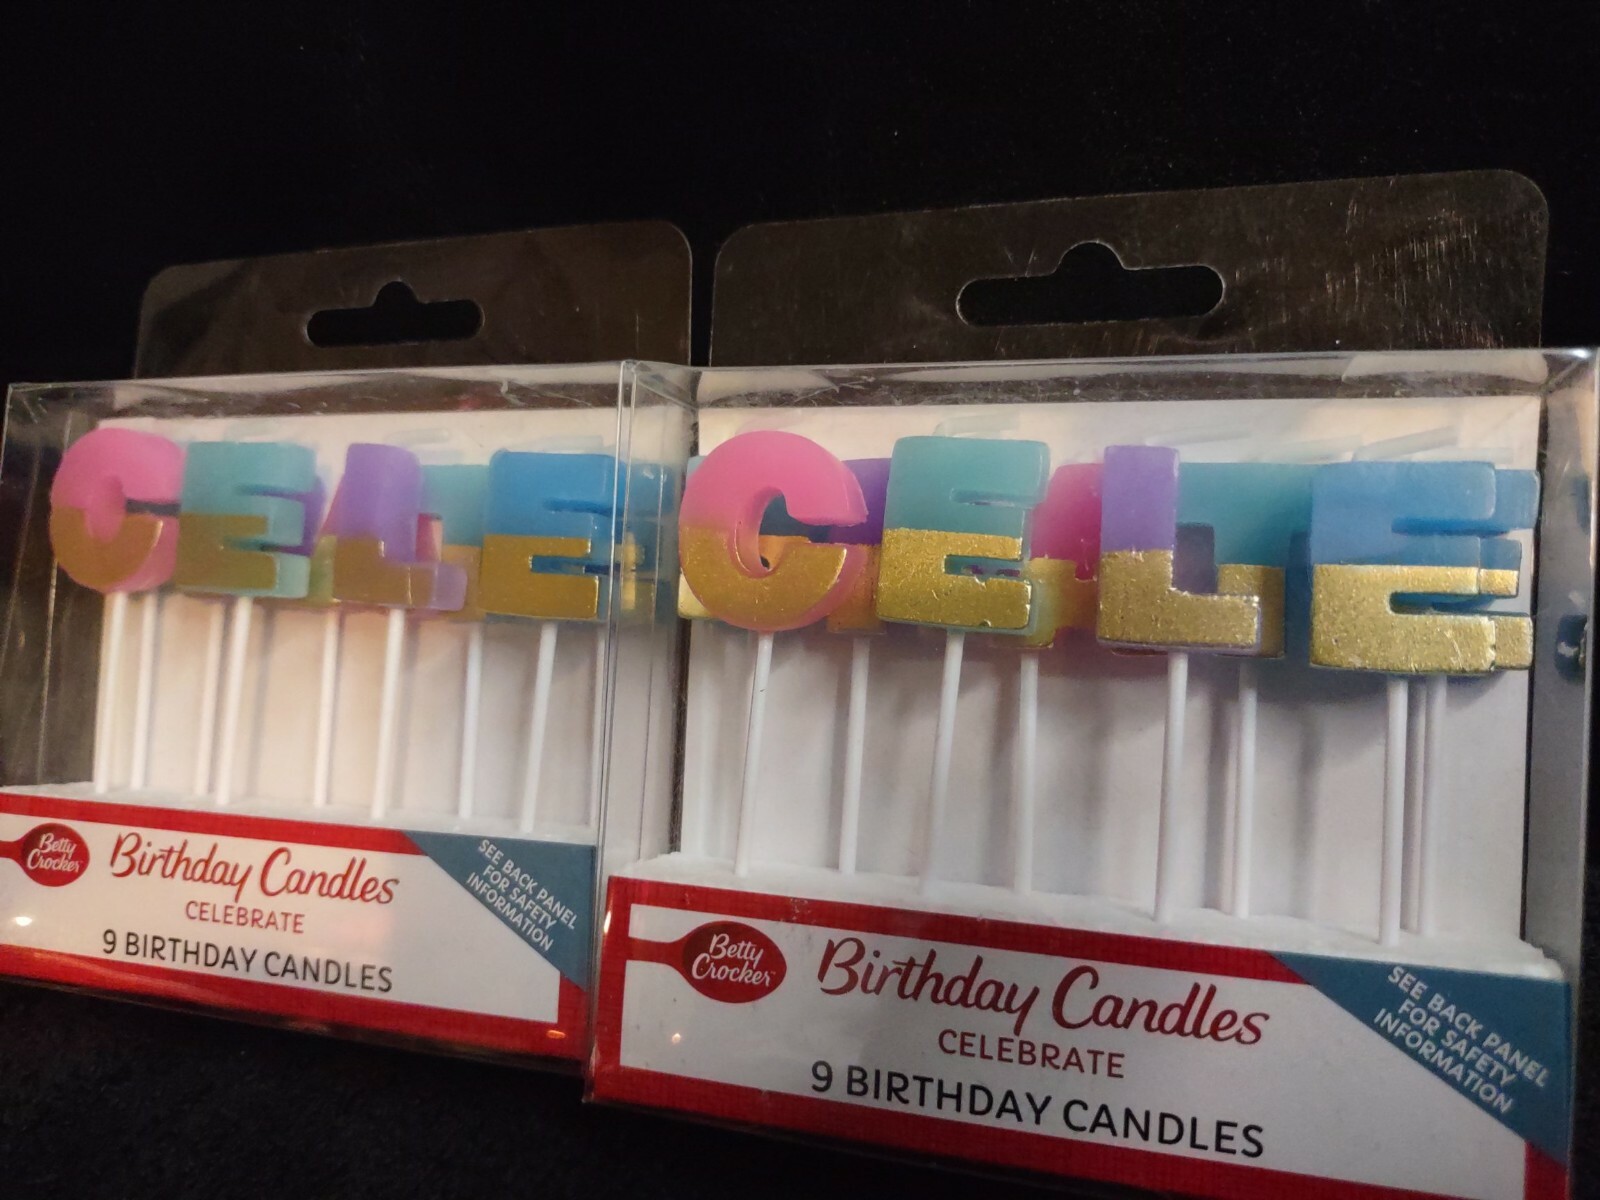 CELE
Betty
Crocker
Birthday Candles
CELEBRATE
9 BIRTHDAY CANDLES
SEE BACK PANEL
FOR SAFETY
INFORMATION
CELE
Betty
Crocker
Birthday Candles
CELEBRATE
9 BIRTHDAY CANDLES
SEE BACK PANEL
FOR SAFETY
INFORMATION